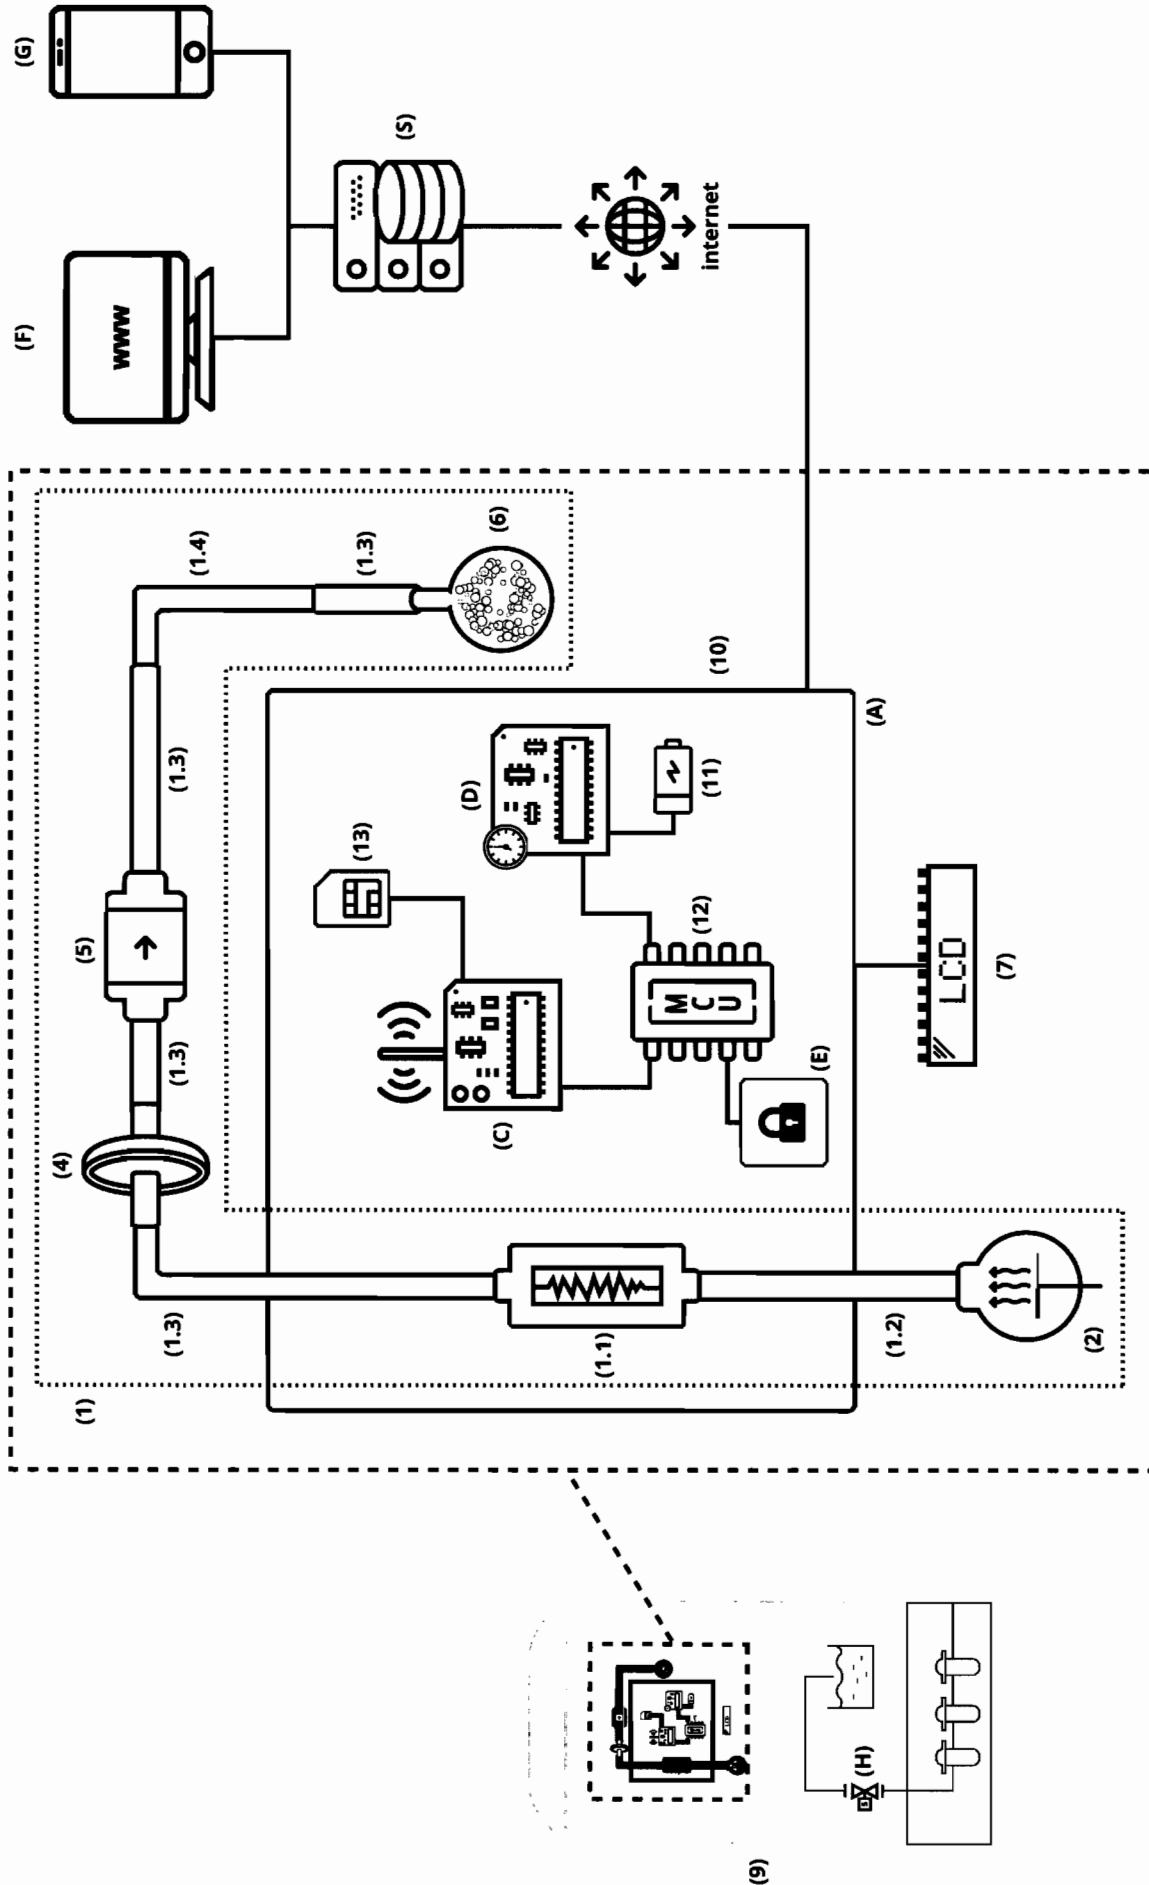 (G)
(F)
www
(S)
internet
(1)
(1.3)
(4)
(1.3)
(5)
(1.3)
(1.4)
(1.3)
(6)
(10)
(A)
(13)
(C)
(D)
(11)
MCU
(12)
(E)
(1.1)
(1.2)
(2)
LCD
(7)
(9)
(H)
S